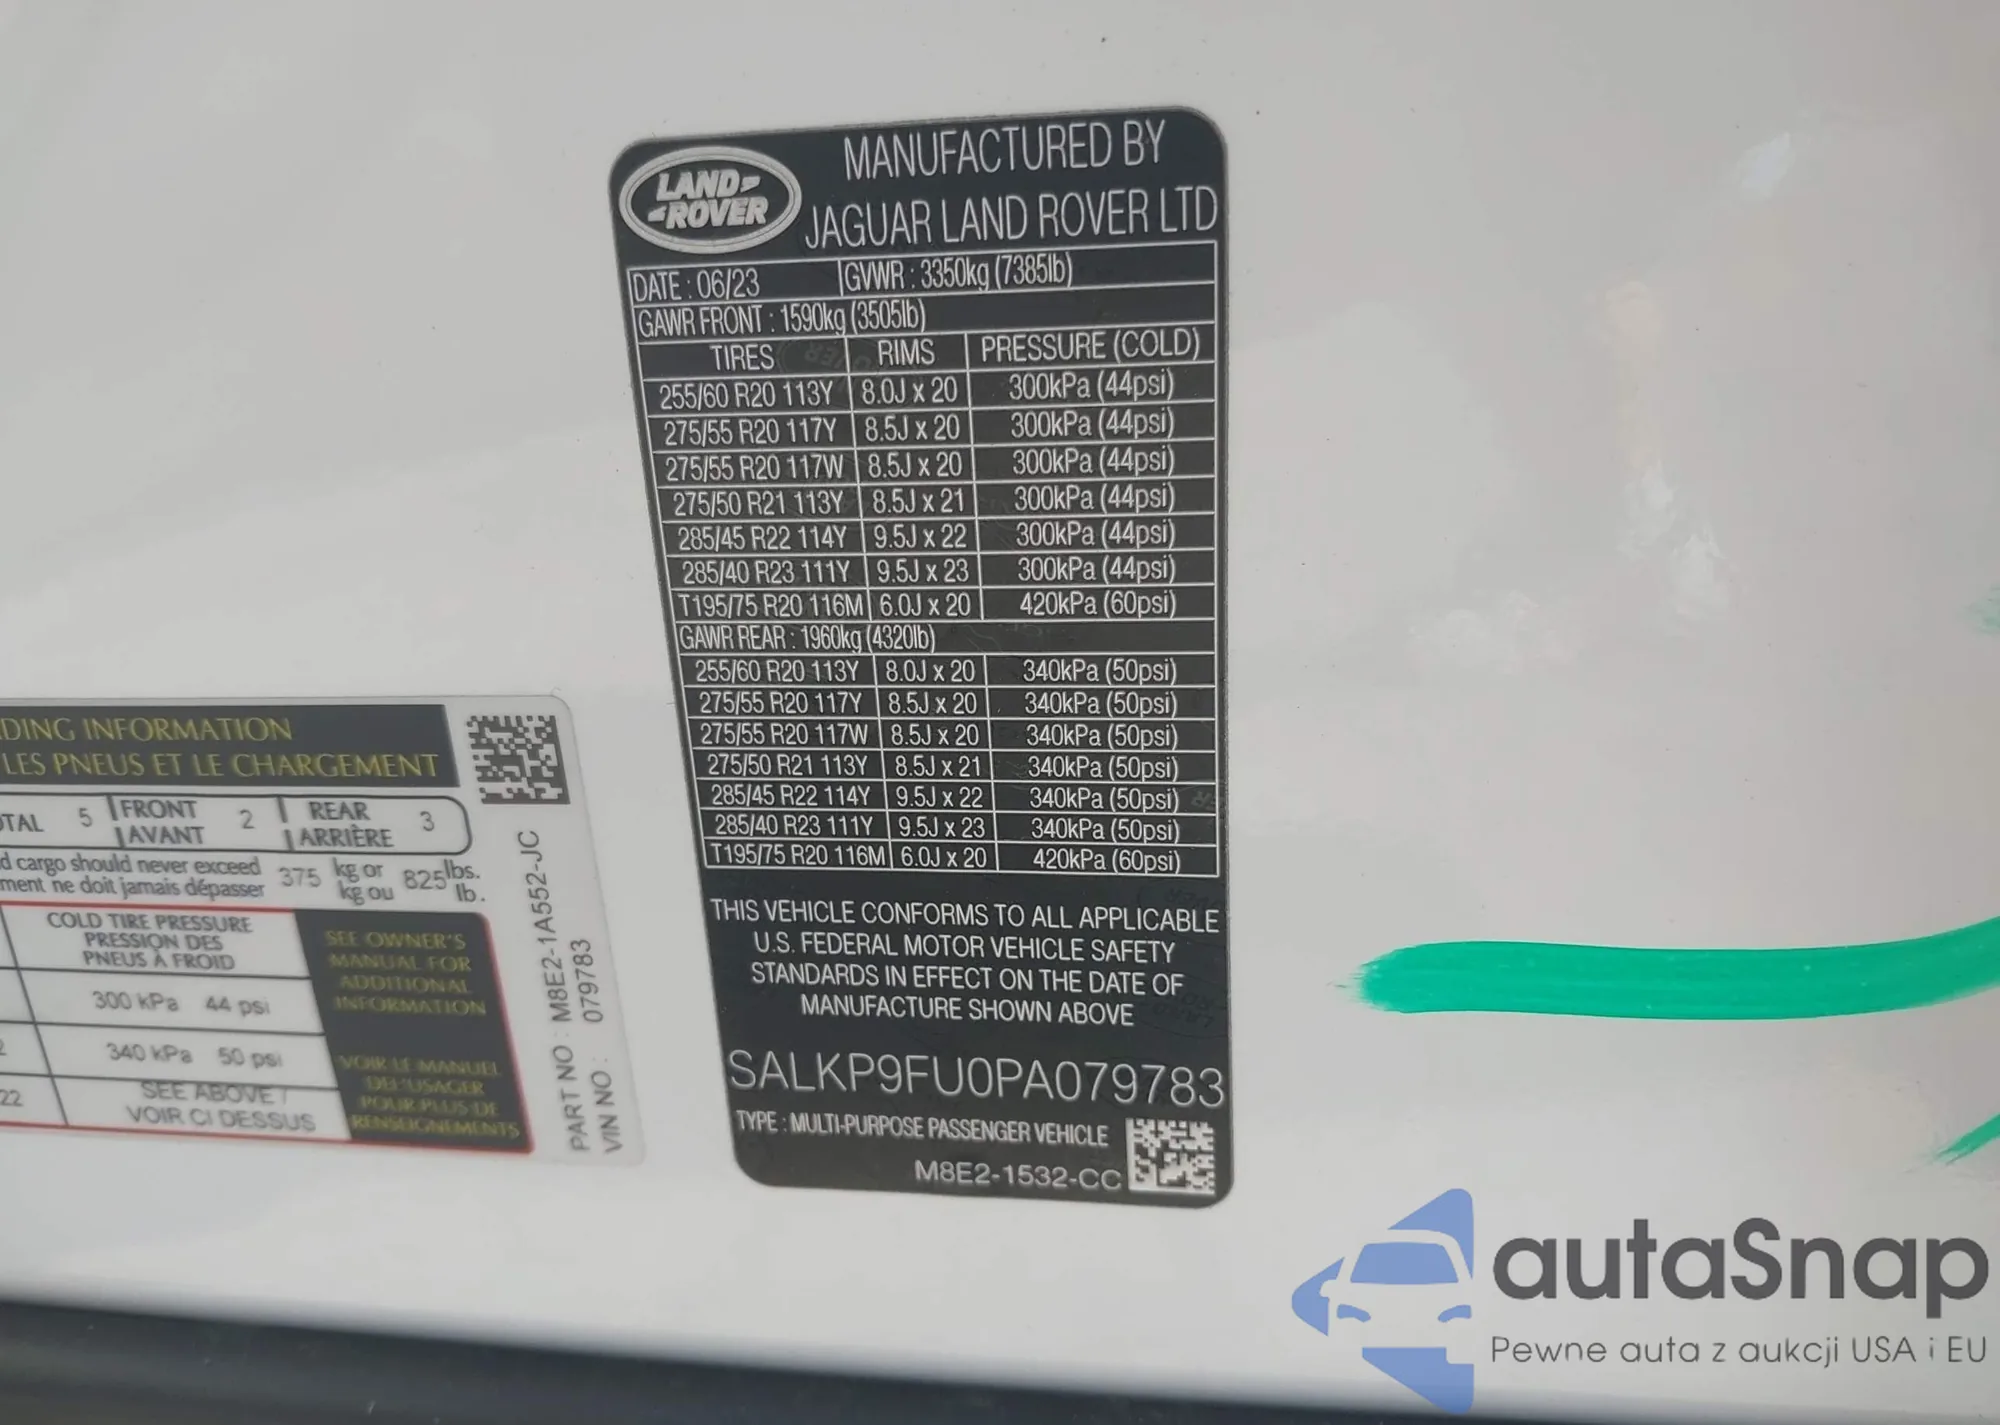 LAND
ROVER
MANUFACTURED BY
JAGUAR LAND ROVER LTD
DATE : 06/23 GVWR : 3350kg (7385lb)
GAWR FRONT : 1590kg (3505lb)
TIRES RIMS PRESSURE (COLD)
255/60 R20 113Y 8.0J x 20 300kPa (44psi)
275/55 R20 117Y 8.5J x 20 300kPa (44psi)
275/55 R20 117W 8.5J x 20 300kPa (44psi)
275/50 R21 113Y 8.5J x 21 300kPa (44psi)
285/45 R22 114Y 9.5J x 22 300kPa (44psi)
285/40 R23 111Y 9.5J x 23 300kPa (44psi)
T195/75 R20 116M 6.0J x 20 420kPa (60psi)
GAWR REAR : 1960kg (4320lb)
255/60 R20 113Y 8.0J x 20 340kPa (50psi)
275/55 R20 117Y 8.5J x 20 340kPa (50psi)
275/55 R20 117W 8.5J x 20 340kPa (50psi)
275/50 R21 113Y 8.5J x 21 340kPa (50psi)
285/45 R22 114Y 9.5J x 22 340kPa (50psi)
285/40 R23 111Y 9.5J x 23 340kPa (50psi)
T195/75 R20 116M 6.0J x 20 420kPa (60psi)
THIS VEHICLE CONFORMS TO ALL APPLICABLE
U.S. FEDERAL MOTOR VEHICLE SAFETY
STANDARDS IN EFFECT ON THE DATE OF
MANUFACTURE SHOWN ABOVE
SALKP9FU0PA079783
TYPE : MULTI-PURPOSE PASSENGER VEHICLE
M8E2-1532-CC
DING INFORMATION
LES PNEUS ET LE CHARGEMENT
OTAL 5 FRONT 2 REAR 3
AVANT ARRIÈRE
d cargo should never exceed 375 kg or 825 lbs.
ment ne doit jamais dépasser kg ou lb.
COLD TIRE PRESSURE
PRESSION DES
PNEUS À FROID
300 kPa 44 psi
340 kPa 50 psi
22 SEE ABOVE /
VOIR CI DESSUS
SEE OWNER'S
MANUAL FOR
ADDITIONAL
INFORMATION
VOIR LE MANUEL
DE L'USAGER
POUR PLUS DE
RENSEIGNEMENTS
PART NO : M8E2-1A552-JC
VIN NO : 079783
autaSnap
Pewne auta z aukcji USA i EU